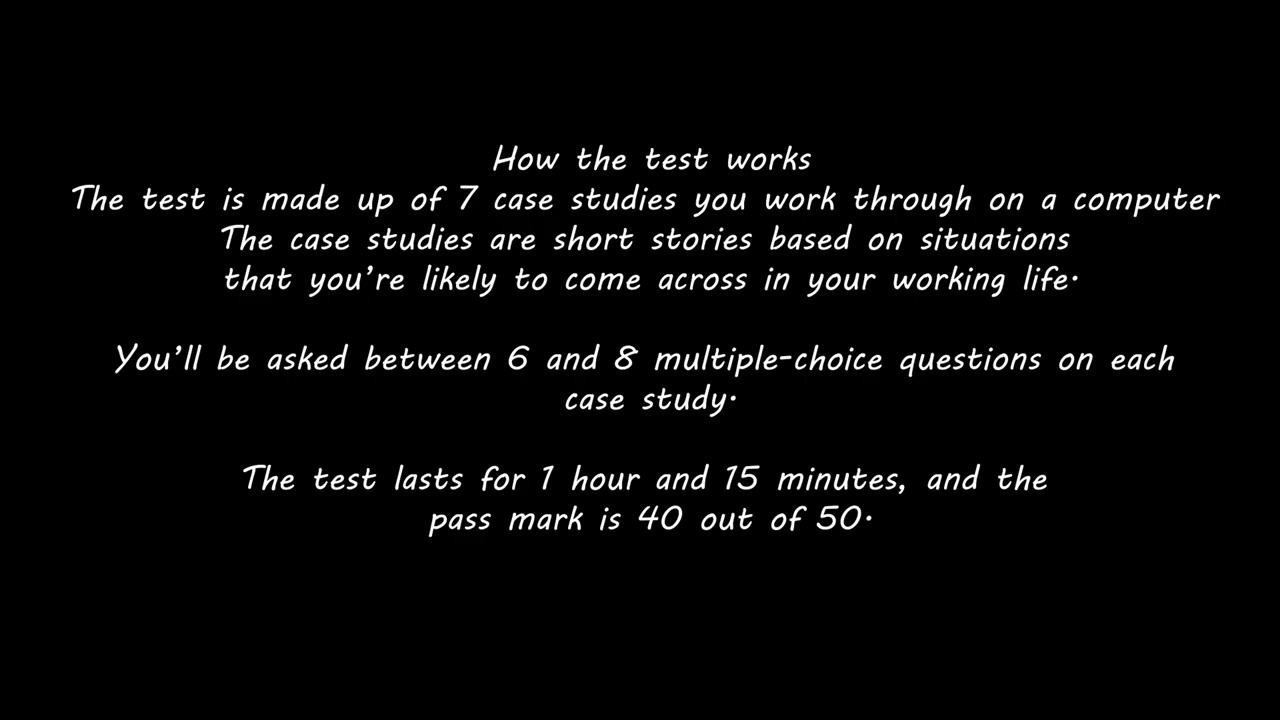 How the test works
The test is made up of 7 case studies you work through on a computer
The case studies are short stories based on situations
that you're likely to come across in your working life.
You'll be asked between 6 and 8 multiple-choice questions on each
case study.
The test lasts for 1 hour and 15 minutes, and the
pass mark is 40 out of 50.